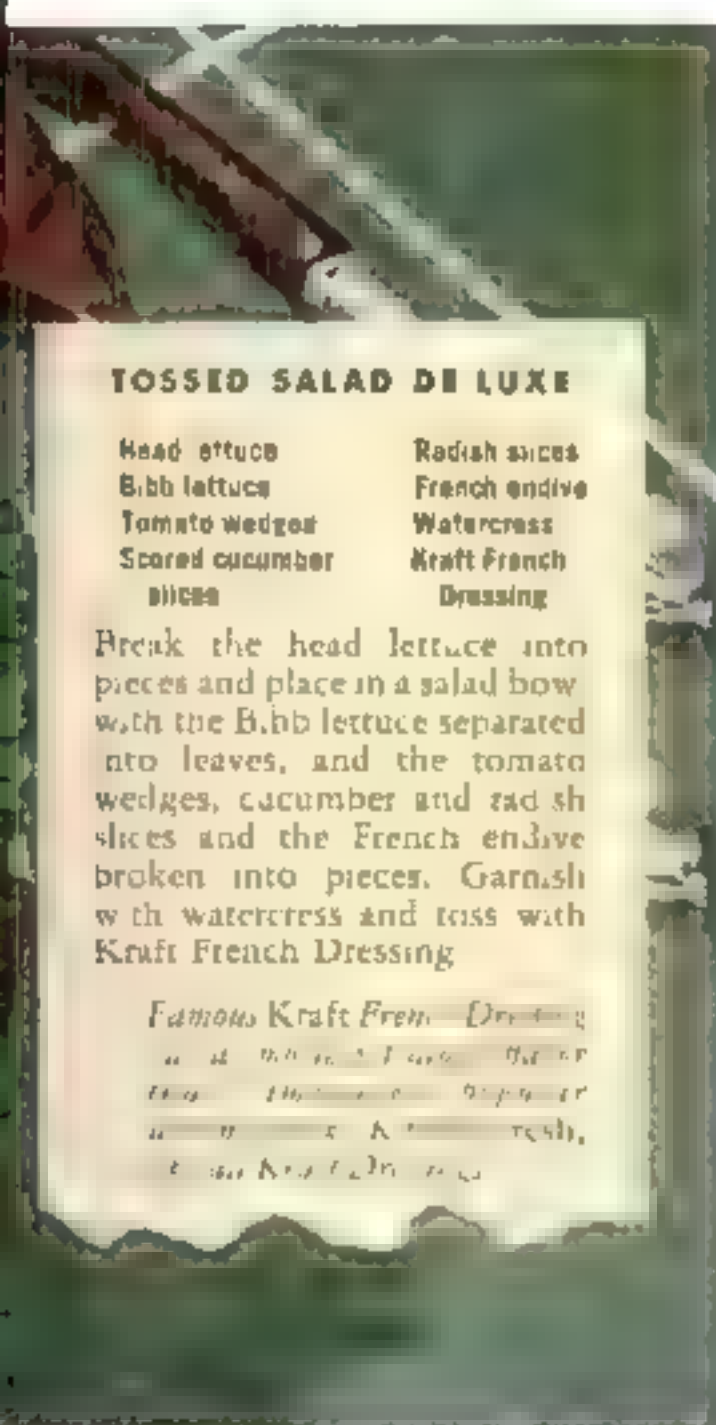 TOSSED SALAD DE LUXE
Head lettuce
Bibb lettuce
Tomato wedges
Scored cucumber
slices
Radish slices
French endive
Watercress
Kraft French
Dressing
Break the head lettuce into
pieces and place in a salad bowl
with the Bibb lettuce separated
into leaves, and the tomato
wedges, cucumber and radish
slices and the French endive
broken into pieces. Garnish
with watercress and toss with
Kraft French Dressing
Famous Kraft French Dressing